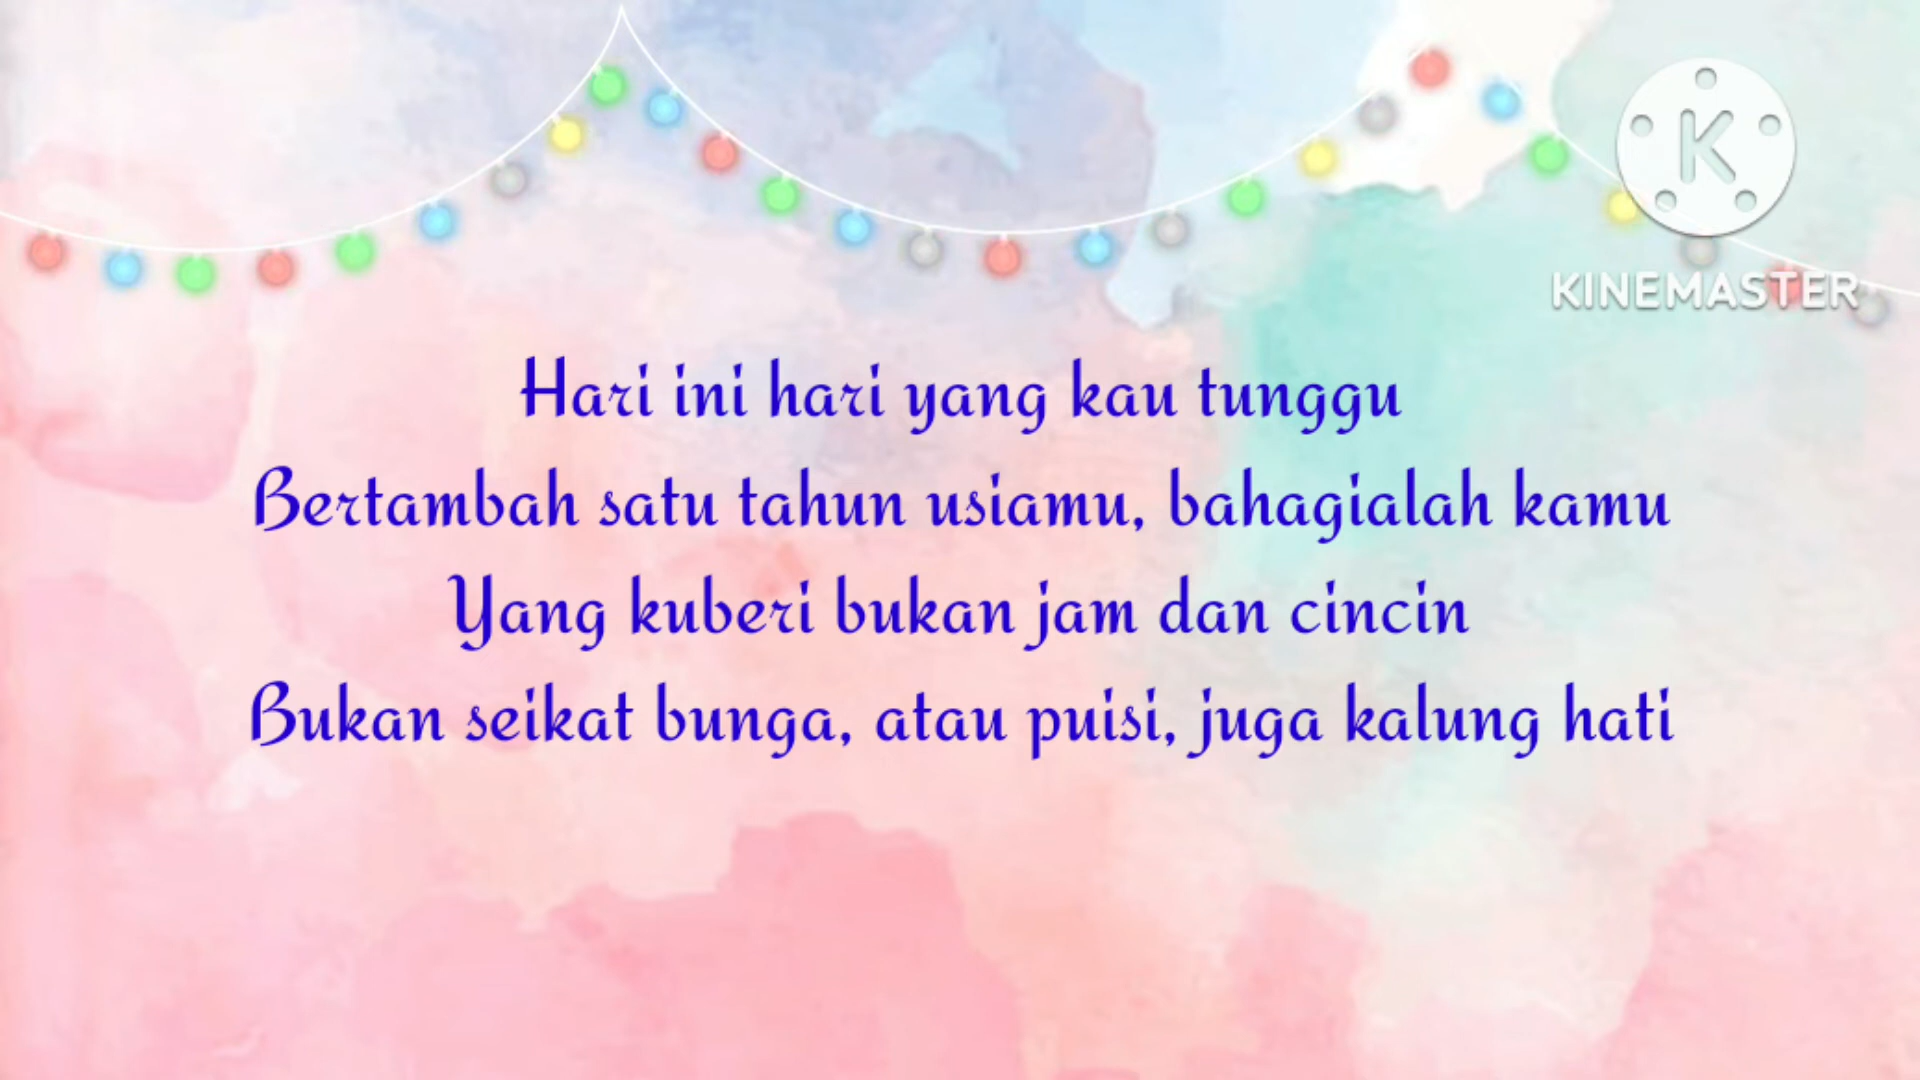 K
KINEMASTER
Hari ini hari yang kau tunggu
Bertambah satu tahun usiamu, bahagialah kamu
Yang kuberi bukan jam dan cincin
Bukan seikat bunga, atau puisi, juga kalung hati